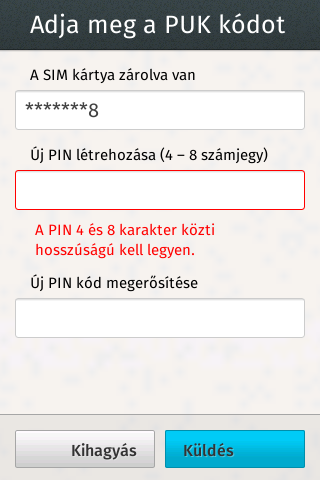 Adja meg a PUK kódot
A SIM kártya zárolva van
*******8
Új PIN létrehozása (4 – 8 számjegy)
A PIN 4 és 8 karakter közti
hosszúságú kell legyen.
Új PIN kód megerősítése
Kihagyás
Küldés